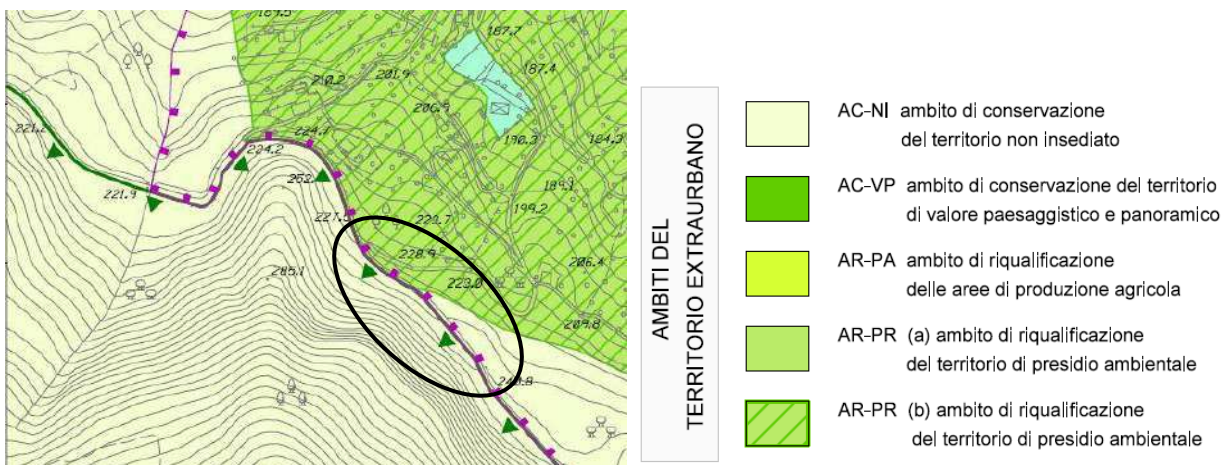 187.7
187.4
210.2
201.9
206.5
190.3
184.3
221.2
224.7
224.2
252.
189.1
221.9
199.2
227.5
228.9
206.4
285.1
223.0
209.8
240.8
AMBITI DEL
TERRITORIO EXTRAURBANO
AC-NI ambito di conservazione
del territorio non insediato
AC-VP ambito di conservazione del territorio
di valore paesaggistico e panoramico
AR-PA ambito di riqualificazione
delle aree di produzione agricola
AR-PR (a) ambito di riqualificazione
del territorio di presidio ambientale
AR-PR (b) ambito di riqualificazione
del territorio di presidio ambientale